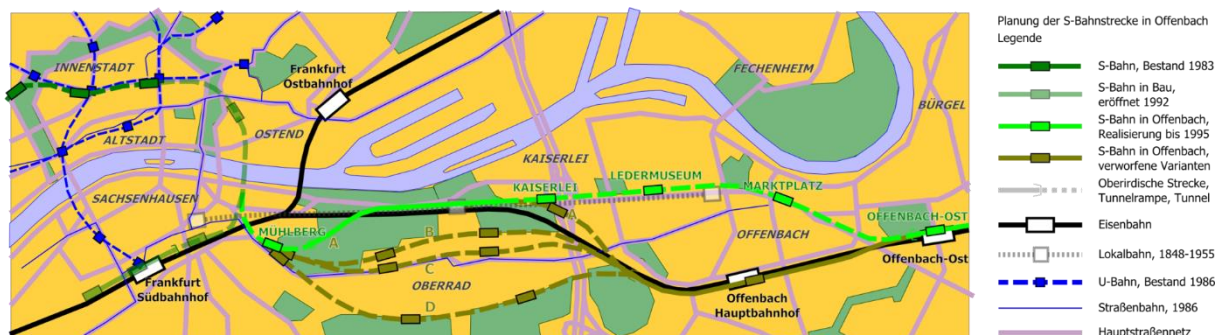 INNENSTADT
Frankfurt
Ostbahnhof
FECHENHEIM
BÜRGEL
OSTEND
ALTSTADT
KAISERLEI
SACHSENHAUSEN
KAISERLEI
LEDERMUSEUM
MARKTPLATZ
OFFENBACH-OST
MÜHLBERG
A
A
B
C
D
OBERRAD
OFFENBACH
Offenbach-Ost
Frankfurt
Südbahnhof
Offenbach
Hauptbahnhof
Planung der S-Bahnstrecke in Offenbach
Legende
S-Bahn, Bestand 1983
S-Bahn in Bau,
eröffnet 1992
S-Bahn in Offenbach,
Realisierung bis 1995
S-Bahn in Offenbach,
verworfene Varianten
Oberirdische Strecke,
Tunnelrampe, Tunnel
Eisenbahn
Lokalbahn, 1848-1955
U-Bahn, Bestand 1986
Straßenbahn, 1986
Hauptstraßennetz